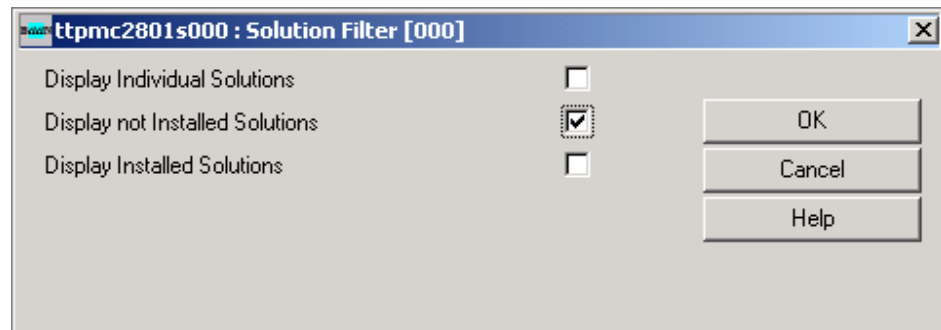 ttpmc2801s000 : Solution Filter [000]
Display Individual Solutions
Display not Installed Solutions
Display Installed Solutions
OK
Cancel
Help